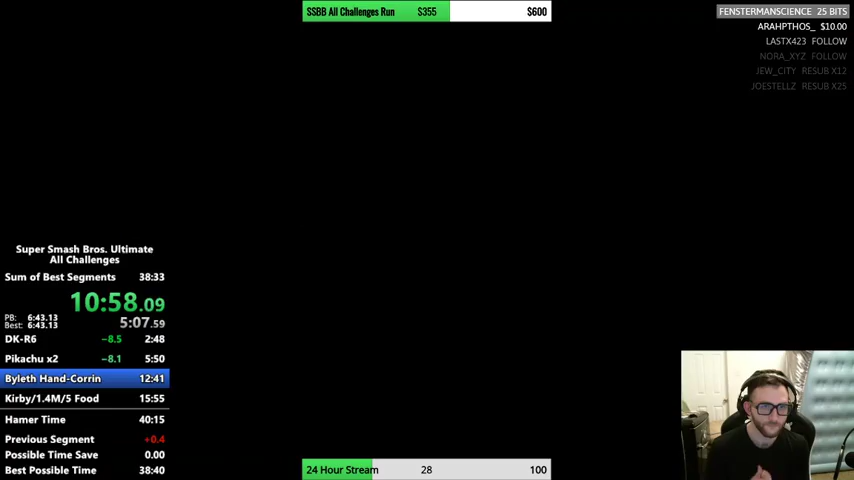 SSBB All Challenges Run $355 $600
FENSTERMANSCIENCE 25 BITS
ARAHPTHOS_ $10.00
LASTX423 FOLLOW
NORA_XYZ FOLLOW
JEW_CITY RESUB X12
JOESTELLZ RESUB X25
Super Smash Bros. Ultimate
All Challenges
Sum of Best Segments 38:33
10:58.09
PB: 6:43.13
Best: 6:43.13
5:07.59
DK-R6 −8.5 2:48
Pikachu x2 −8.1 5:50
Byleth Hand-Corrin 12:41
Kirby/1.4M/5 Food 15:55
Hamer Time 40:15
Previous Segment +0.4
Possible Time Save 0.00
Best Possible Time 38:40
24 Hour Stream 28 100